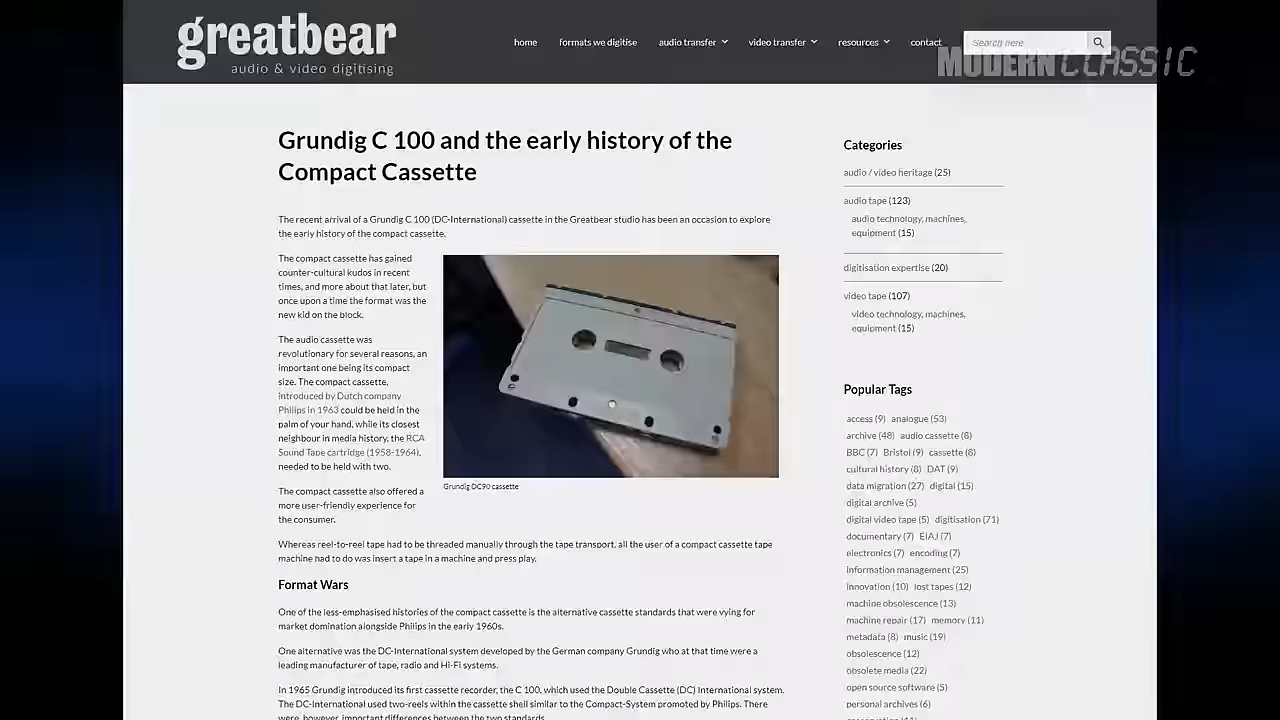 greatbear
audio & video digitising
home formats we digitise audio transfer video transfer resources contact Search here
MODERN CLASSIC
Grundig C 100 and the early history of the
Compact Cassette
The recent arrival of a Grundig C 100 (DC-International) cassette in the Greatbear studio has been an occasion to explore
the early history of the compact cassette.
The compact cassette has gained
counter-cultural kudos in recent
times, and more about that later, but
once upon a time the format was the
new kid on the block.
The audio cassette was
revolutionary for several reasons, an
important one being its compact
size. The compact cassette,
introduced by Dutch company
Philips in 1963 could be held in the
palm of your hand, while its closest
neighbour in media history, the RCA
Sound Tape cartridge (1958-1964),
needed to be held with two.
The compact cassette also offered a
more user-friendly experience for
the consumer.
Grundig DC90 cassette
Whereas reel-to-reel tape had to be threaded manually through the tape transport, all the user of a compact cassette tape
machine had to do was insert a tape in a machine and press play.
Format Wars
One of the less-emphasised histories of the compact cassette is the alternative cassette standards that were vying for
market domination alongside Philips in the early 1960s.
One alternative was the DC-International system developed by the German company Grundig who at that time were a
leading manufacturer of tape, radio and Hi-Fi systems.
In 1965 Grundig introduced its first cassette recorder, the C 100, which used the Double Cassette (DC) International system.
The DC-International used two-reels within the cassette shell similar to the Compact-System promoted by Philips. There
were, however, important differences between the two standards
Categories
audio / video heritage (25)
audio tape (123)
audio technology, machines,
equipment (15)
digitisation expertise (20)
video tape (107)
video technology, machines,
equipment (15)
Popular Tags
access (9) analogue (53)
archive (48) audio cassette (8)
BBC (7) Bristol (9) cassette (8)
cultural history (8) DAT (9)
data migration (27) digital (15)
digital archive (5)
digital video tape (5) digitisation (71)
documentary (7) EIAJ (7)
electronics (7) encoding (7)
information management (25)
innovation (10) lost tapes (12)
machine obsolescence (13)
machine repair (17) memory (11)
metadata (8) music (19)
obsolescence (12)
obsolete media (22)
open source software (5)
personal archives (6)